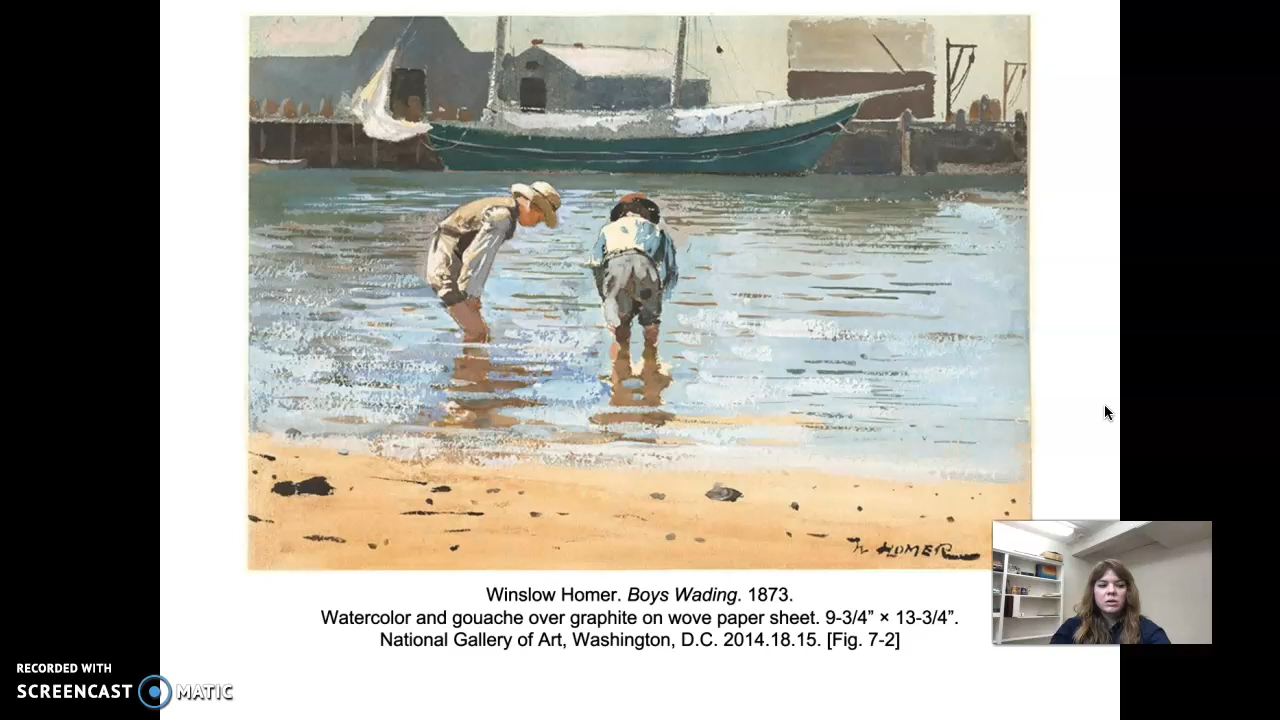 W HOMER
Winslow Homer. Boys Wading. 1873.
Watercolor and gouache over graphite on wove paper sheet. 9-3/4” × 13-3/4”.
National Gallery of Art, Washington, D.C. 2014.18.15. [Fig. 7-2]
RECORDED WITH
SCREENCAST MATIC